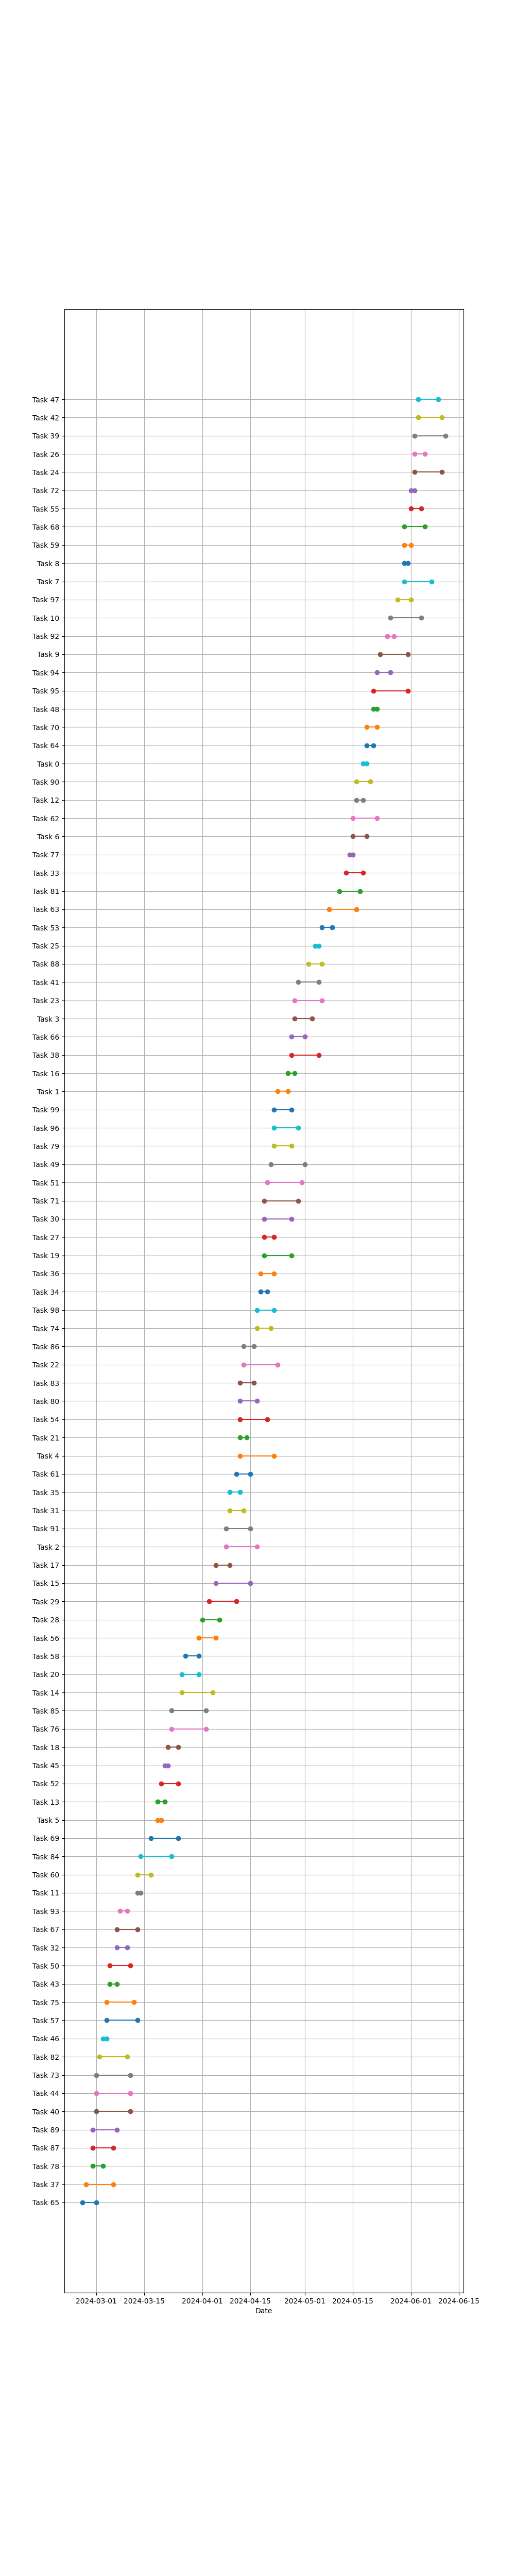 Task 47
Task 42
Task 39
Task 26
Task 24
Task 72
Task 55
Task 68
Task 59
Task 8
Task 7
Task 97
Task 10
Task 92
Task 9
Task 94
Task 95
Task 48
Task 70
Task 64
Task 0
Task 90
Task 12
Task 62
Task 6
Task 77
Task 33
Task 81
Task 63
Task 53
Task 25
Task 88
Task 41
Task 23
Task 3
Task 66
Task 38
Task 16
Task 1
Task 99
Task 96
Task 79
Task 49
Task 51
Task 71
Task 30
Task 27
Task 19
Task 36
Task 34
Task 98
Task 74
Task 86
Task 22
Task 83
Task 80
Task 54
Task 21
Task 4
Task 61
Task 35
Task 31
Task 91
Task 2
Task 17
Task 15
Task 29
Task 28
Task 56
Task 58
Task 20
Task 14
Task 85
Task 76
Task 18
Task 45
Task 52
Task 13
Task 5
Task 69
Task 84
Task 60
Task 11
Task 93
Task 67
Task 32
Task 50
Task 43
Task 75
Task 57
Task 46
Task 82
Task 73
Task 44
Task 40
Task 89
Task 87
Task 78
Task 37
Task 65
2024-03-01 2024-03-15 2024-04-01 2024-04-15 2024-05-01 2024-05-15 2024-06-01 2024-06-15
Date